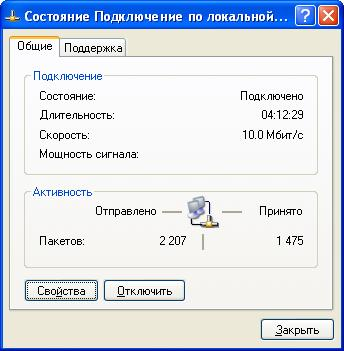 Состояние Подключение по локальной...
Общие Поддержка
Подключение
Состояние: Подключено
Длительность: 04:12:29
Скорость: 10.0 Мбит/с
Мощность сигнала:
Активность
Отправлено Принято
Пакетов: 2 207 1 475
Свойства Отключить
Закрыть